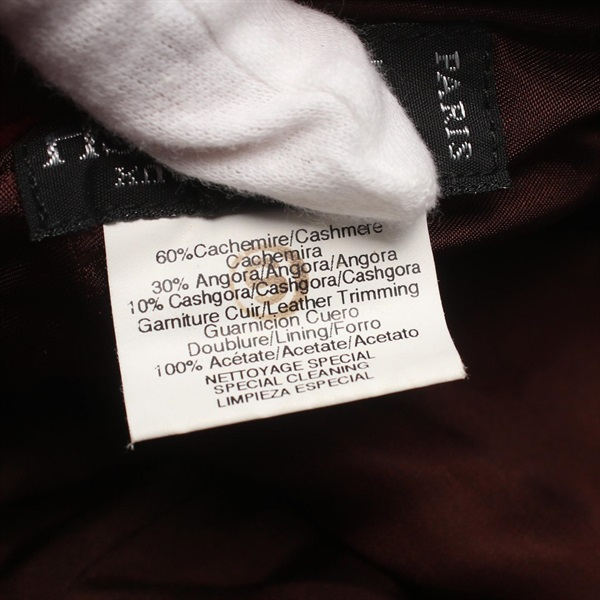 PARIS
60%Cachemire/Cashmere
Cachemira
30% Angora/Angora/Angora
10% Cashgora/Cashgora/Cashgora
Garniture Cuir/Leather Trimming
Guarnicion Cuero
Doublure/Lining/Forro
100% Acétate/Acetate/Acetato
NETTOYAGE SPECIAL
SPECIAL CLEANING
LIMPIEZA ESPECIAL